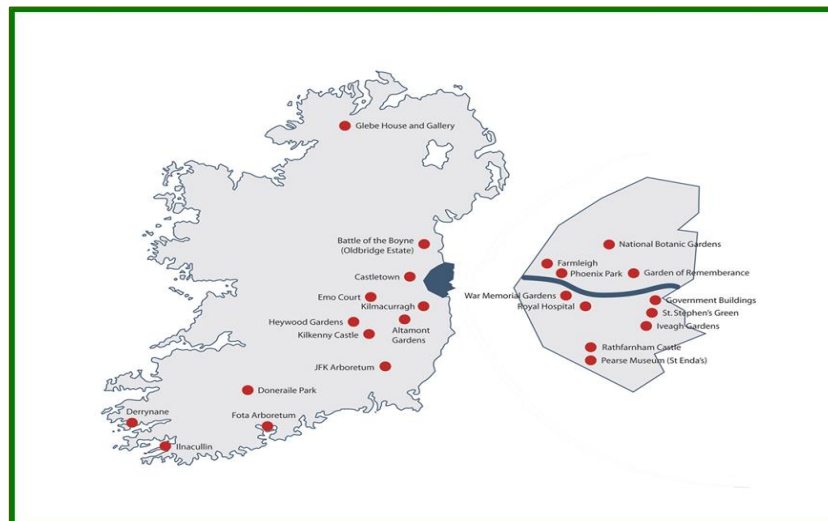 Glebe House and Gallery
Battle of the Boyne
(Oldbridge Estate)
Castletown
Emo Court
Kilmacurragh
Heywood Gardens
Altamont
Gardens
Kilkenny Castle
JFK Arboretum
Doneraile Park
Derrynane
Fota Arboretum
Ilnacullin
National Botanic Gardens
Farmleigh
Phoenix Park
Garden of Rememberance
War Memorial Gardens
Government Buildings
Royal Hospital
St. Stephen's Green
Iveagh Gardens
Rathfarnham Castle
Pearse Museum (St Enda's)